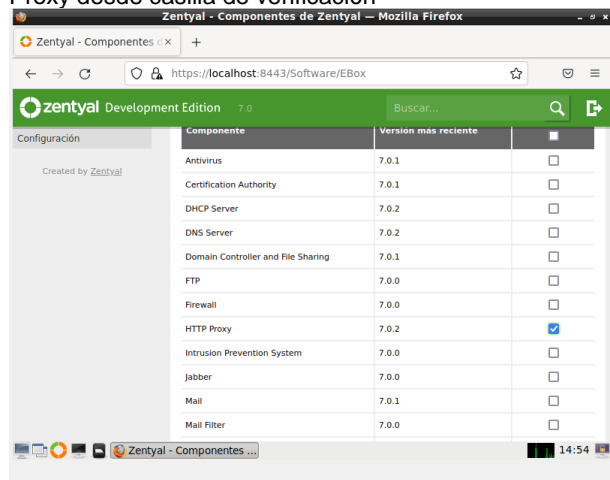 Proxy desde casilla de verificación
Zentyal - Componentes de Zentyal — Mozilla Firefox
Zentyal - Componentes d
https://localhost:8443/Software/EBox
zentyal Development Edition 7.0
Buscar...
Configuración
Created by Zentyal
Componente Versión más reciente
Antivirus 7.0.1
Certification Authority 7.0.1
DHCP Server 7.0.2
DNS Server 7.0.2
Domain Controller and File Sharing 7.0.1
FTP 7.0.0
Firewall 7.0.0
HTTP Proxy 7.0.2
Intrusion Prevention System 7.0.0
Jabber 7.0.0
Mail 7.0.1
Mail Filter 7.0.0
Zentyal - Componentes ...
14:54